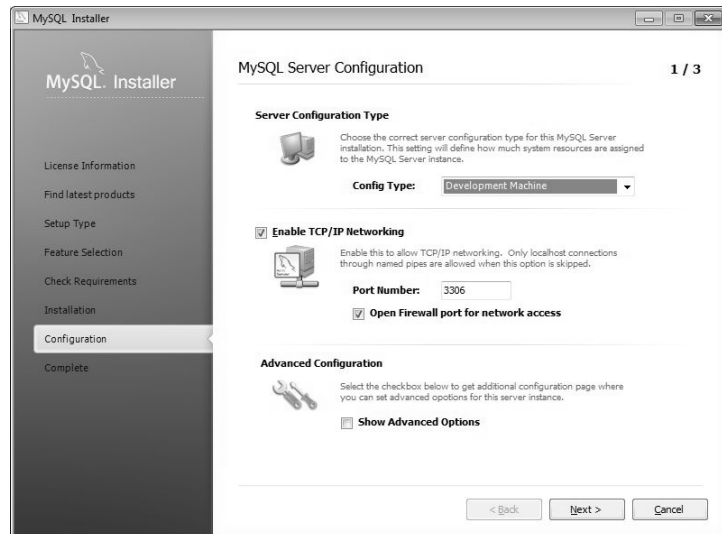 MySQL Installer
MySQL. Installer
License Information
Find latest products
Setup Type
Feature Selection
Check Requirements
Installation
Configuration
Complete
MySQL Server Configuration
1 / 3
Server Configuration Type
Choose the correct server configuration type for this MySQL Server
installation. This setting will define how much system resources are assigned
to the MySQL Server instance.
Config Type: Development Machine
Enable TCP/IP Networking
Enable this to allow TCP/IP networking. Only localhost connections
through named pipes are allowed when this option is skipped.
Port Number: 3306
Open Firewall port for network access
Advanced Configuration
Select the checkbox below to get additional configuration page where
you can set advanced opotions for this server instance.
Show Advanced Options
< Back
Next >
Cancel